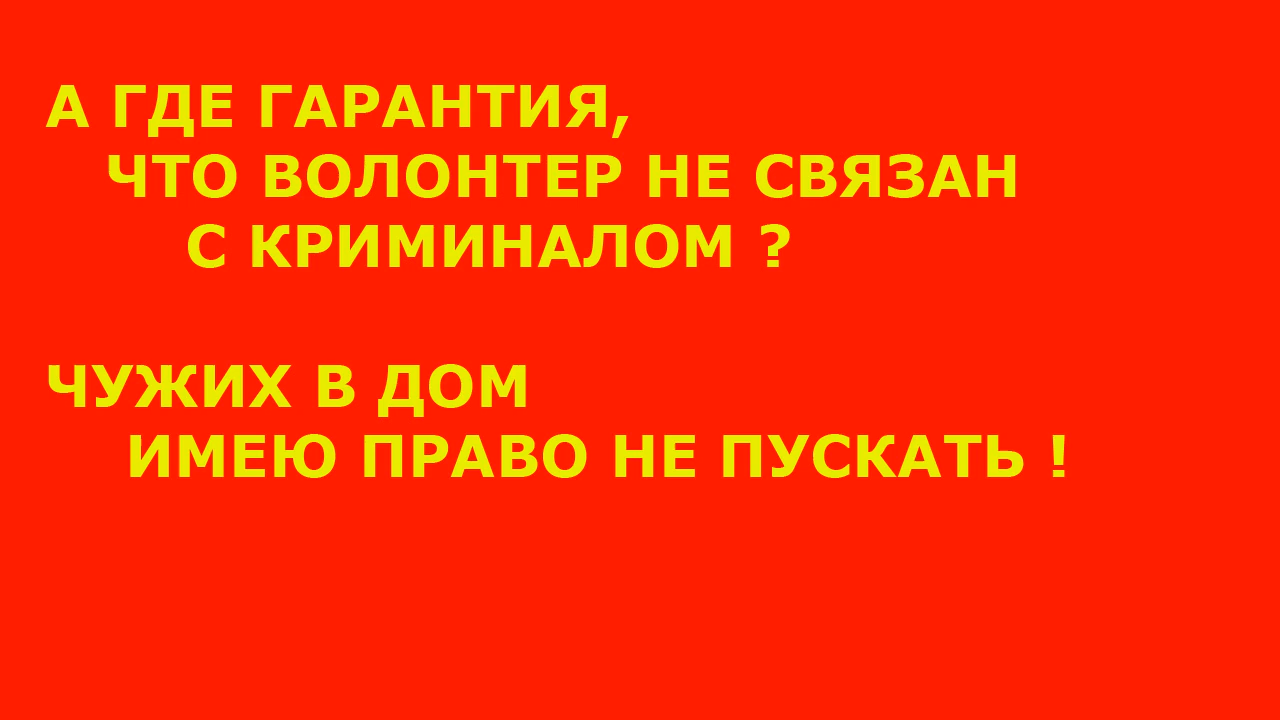 А ГДЕ ГАРАНТИЯ,
ЧТО ВОЛОНТЕР НЕ СВЯЗАН
С КРИМИНАЛОМ ?
ЧУЖИХ В ДОМ
ИМЕЮ ПРАВО НЕ ПУСКАТЬ !